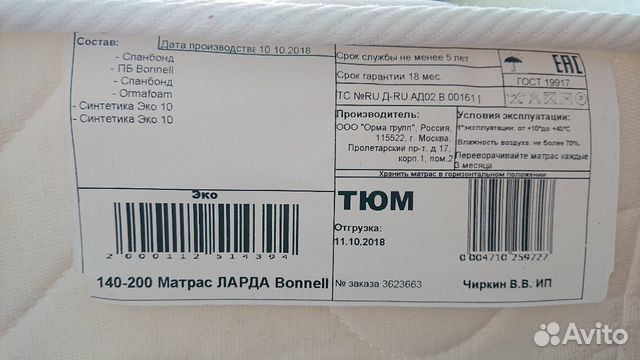 Состав:
Дата производства 10.10.2018
- Спанбонд
- ПБ Bonnell
- Спанбонд
- Ormafoam
- Синтетика Эко 10
- Синтетика Эко 10
Срок службы не менее 5 лет
Срок гарантии 18 мес.
ТС №RU Д-RU АД02 В 00161
EAC
ГОСТ 19917
Производитель:
ООО "Орма групп", Россия,
115522, г. Москва,
Пролетарский пр-т, д.17,
корп.1, пом.2
Условия эксплуатации:
t°эксплуатации: от +10°до +40°С
Влажность воздуха: не более 70%.
Переворачивайте матрас каждые
3 месяца
Хранить матрас в горизонтальном положении
Эко
2000112514394
140-200 Матрас ЛАРДА Bonnell
ТЮМ
Отгрузка:
11.10.2018
№ заказа 3623663
0 004710 259727
Чиркин В.В. ИП
Avito